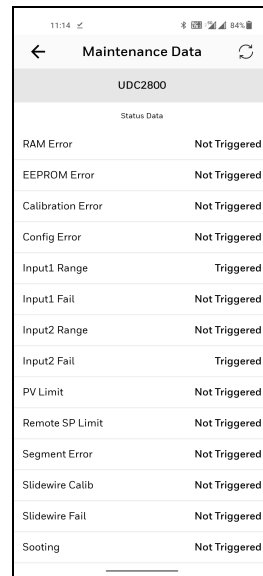 11:14 84%
Maintenance Data
UDC2800
Status Data
RAM Error Not Triggered
EEPROM Error Not Triggered
Calibration Error Not Triggered
Config Error Not Triggered
Input1 Range Triggered
Input1 Fail Not Triggered
Input2 Range Not Triggered
Input2 Fail Triggered
PV Limit Not Triggered
Remote SP Limit Not Triggered
Segment Error Not Triggered
Slidewire Calib Not Triggered
Slidewire Fail Not Triggered
Sooting Not Triggered